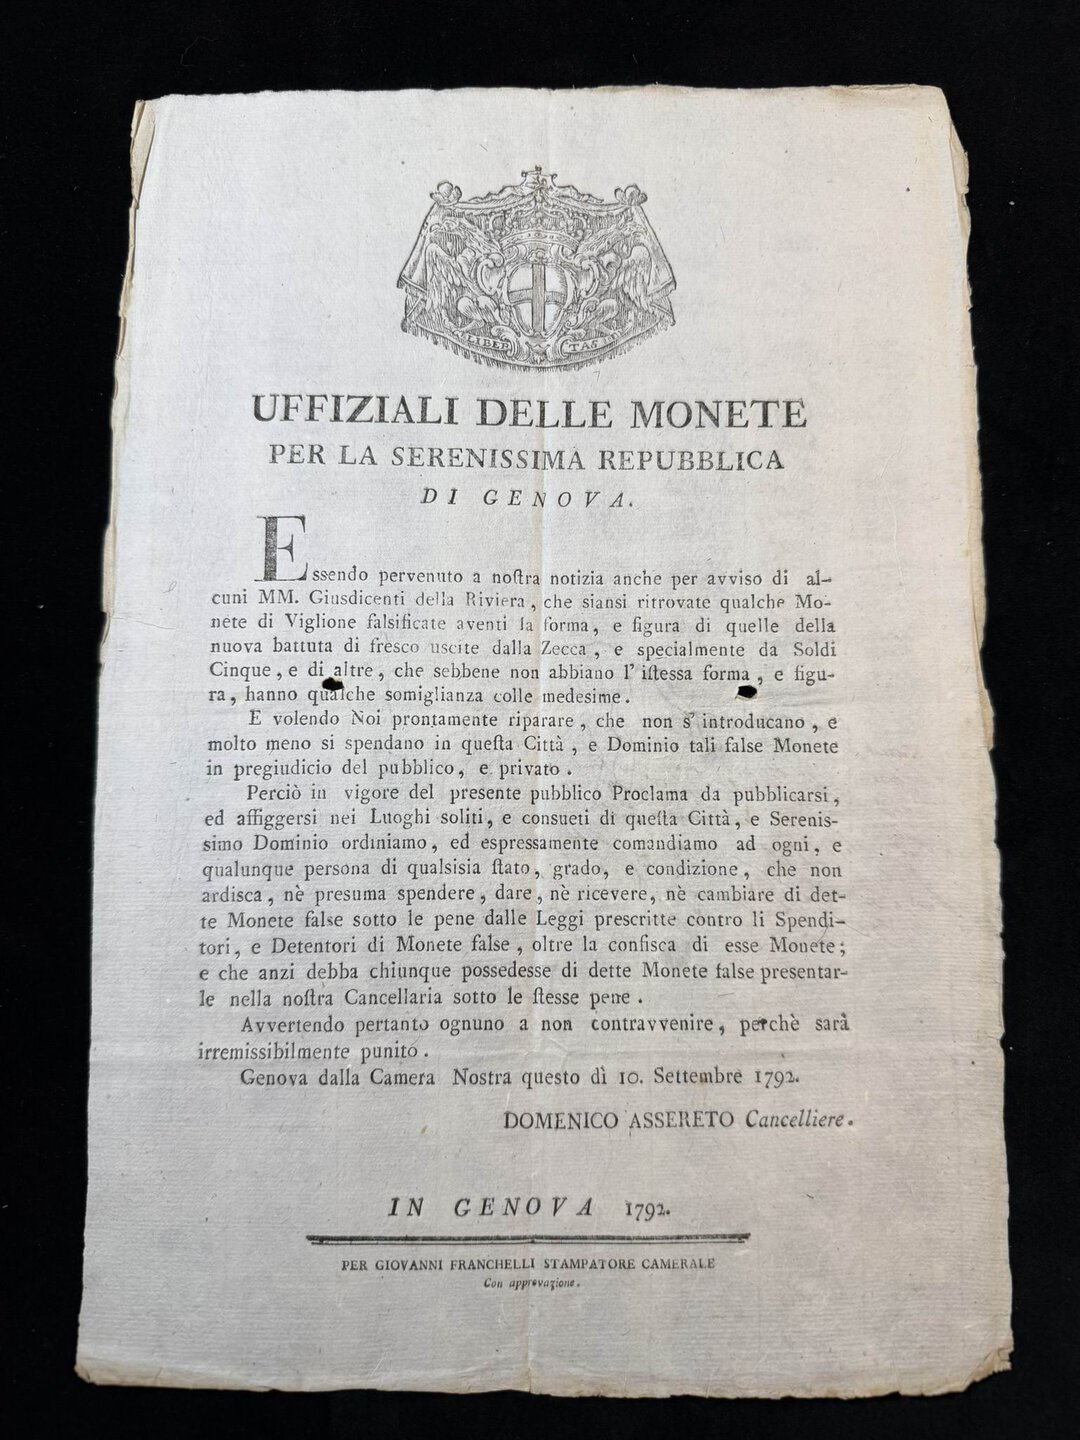 LIBER TAS
UFFIZIALI DELLE MONETE
PER LA SERENISSIMA REPUBBLICA
DI GENOVA.
Essendo pervenuto a noſtra notizia anche per avviso di al-
cuni MM. Giusdicenti della Riviera, che siansi ritrovate qualche Mo-
nete di Viglione falsificate aventi la forma, e figura di quelle della
nuova battuta di fresco uscite dalla Zecca, e specialmente da Soldi
Cinque, e di altre, che sebbene non abbiano l'iſtessa forma, e figu-
ra, hanno qualche somiglianza colle medesime.
E volendo Noi prontamente riparare, che non s'introducano, e
molto meno si spendano in queſta Città, e Dominio tali false Monete
in pregiudicio del pubblico, e privato.
Perciò in vigore del presente pubblico Proclama da pubblicarsi,
ed affiggersi nei Luoghi soliti, e consueti di queſta Città, e Serenis-
simo Dominio ordiniamo, ed espressamente comandiamo ad ogni, e
qualunque persona di qualsisia ſtato, grado, e condizione, che non
ardisca, nè presuma spendere, dare, nè ricevere, nè cambiare di det-
te Monete false sotto le pene dalle Leggi prescritte contro li Spendi-
tori, e Detentori di Monete false, oltre la confisca di esse Monete;
e che anzi debba chiunque possedesse di dette Monete false presentar-
le nella noſtra Cancellaria sotto le ſtesse pene.
Avvertendo pertanto ognuno a non contravvenire, perchè sarà
irremissibilmente punito.
Genova dalla Camera Nostra questo dì 10. Settembre 1792.
DOMENICO ASSERETO Cancelliere.
IN GENOVA 1792.
PER GIOVANNI FRANCHELLI STAMPATORE CAMERALE
Con approvazione.